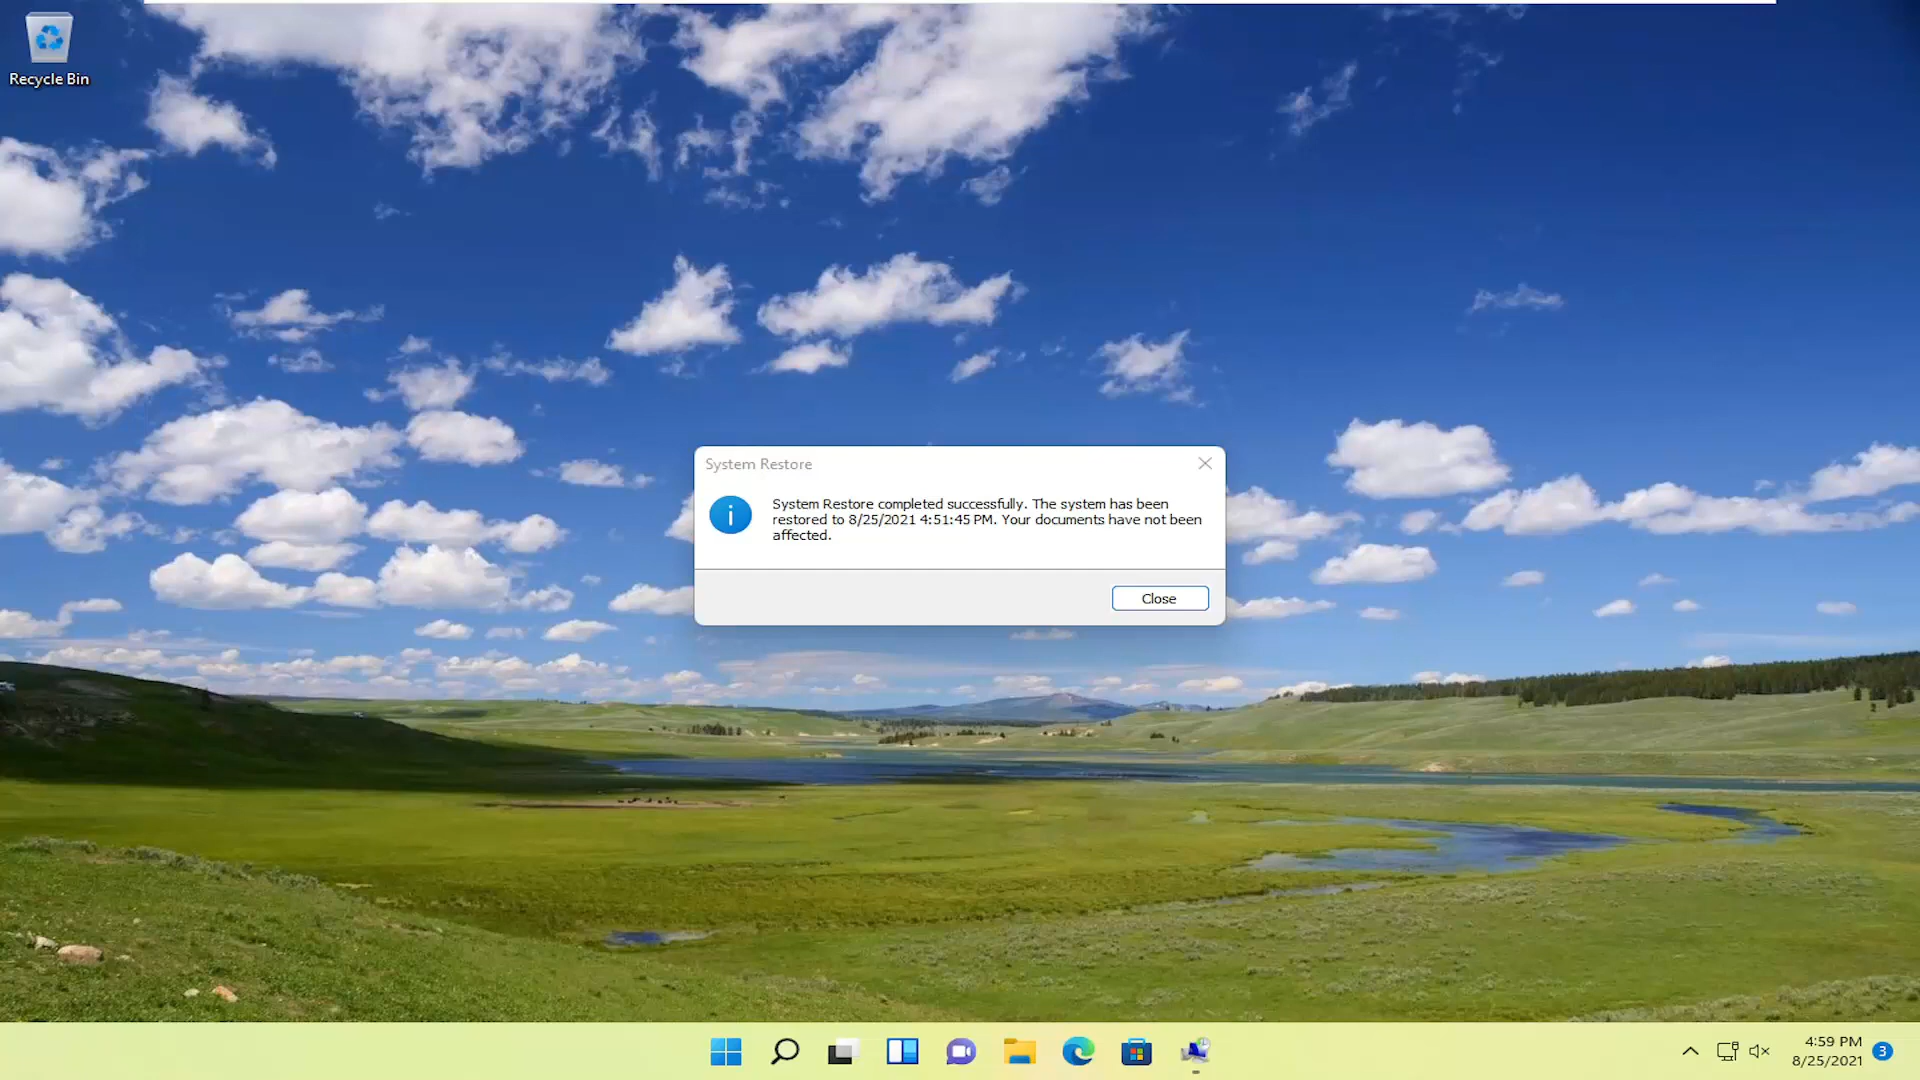 Recycle Bin
System Restore
System Restore completed successfully. The system has been
restored to 8/25/2021 4:51:45 PM. Your documents have not been
affected.
Close
4:59 PM
8/25/2021
3